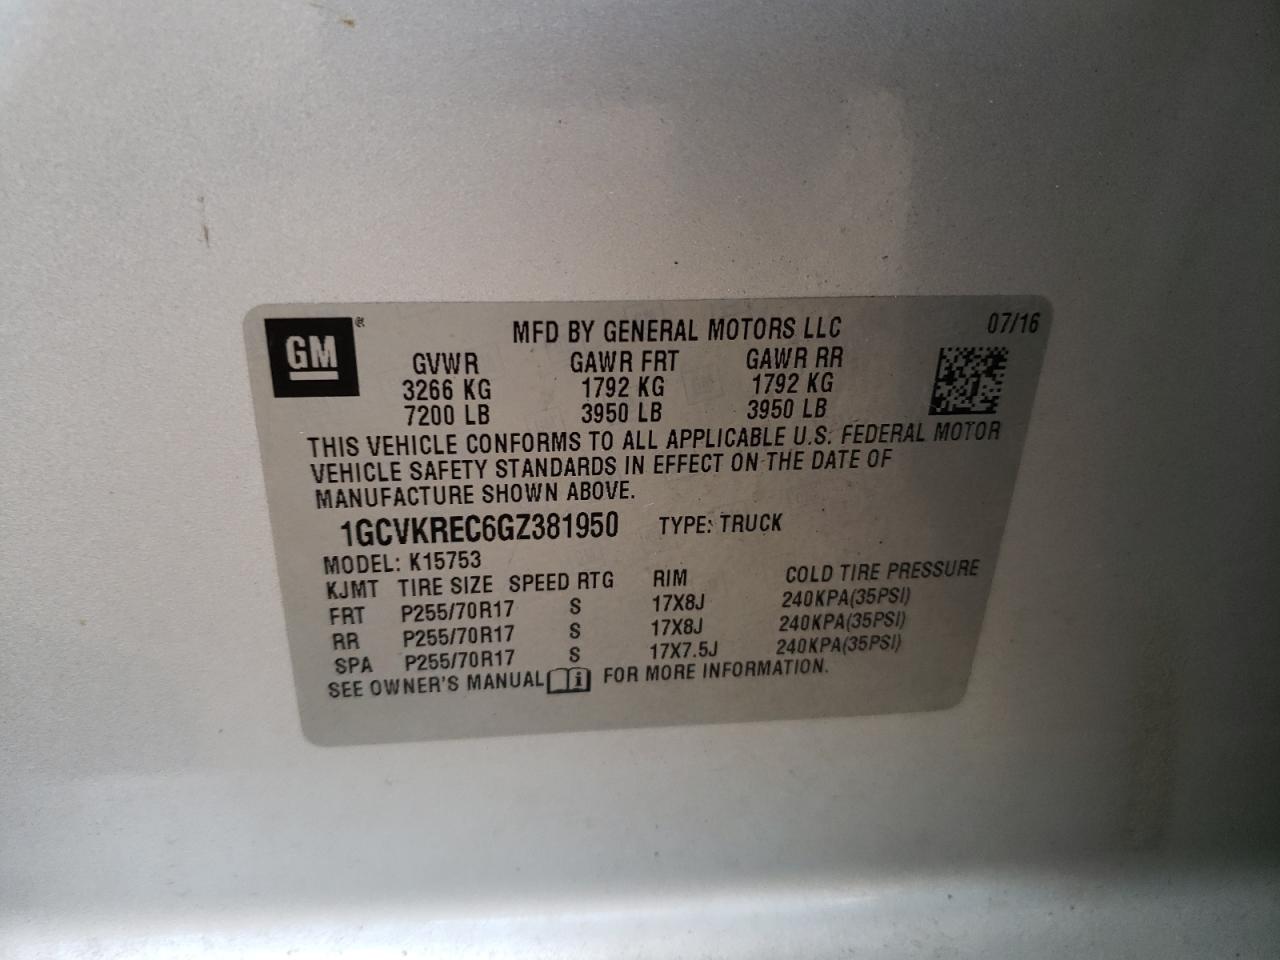 GM®
MFD BY GENERAL MOTORS LLC 07/16
GVWR GAWR FRT GAWR RR
3266 KG 1792 KG 1792 KG
7200 LB 3950 LB 3950 LB
THIS VEHICLE CONFORMS TO ALL APPLICABLE U.S. FEDERAL MOTOR
VEHICLE SAFETY STANDARDS IN EFFECT ON THE DATE OF
MANUFACTURE SHOWN ABOVE.
1GCVKREC6GZ381950 TYPE: TRUCK
MODEL: K15753
KJMT TIRE SIZE SPEED RTG RIM COLD TIRE PRESSURE
FRT P255/70R17 S 17X8J 240KPA(35PSI)
RR P255/70R17 S 17X8J 240KPA(35PSI)
SPA P255/70R17 S 17X7.5J 240KPA(35PSI)
SEE OWNER'S MANUAL i FOR MORE INFORMATION.